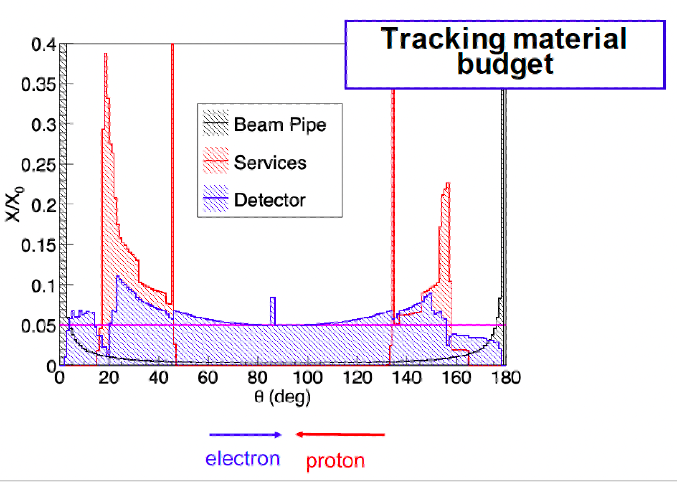 Tracking material
budget
0.4
0.35
0.3
0.25
0.2
0.15
0.1
0.05
0
X/X0
Beam Pipe
Services
Detector
0 20 40 60 80 100 120 140 160 180
θ (deg)
electron proton